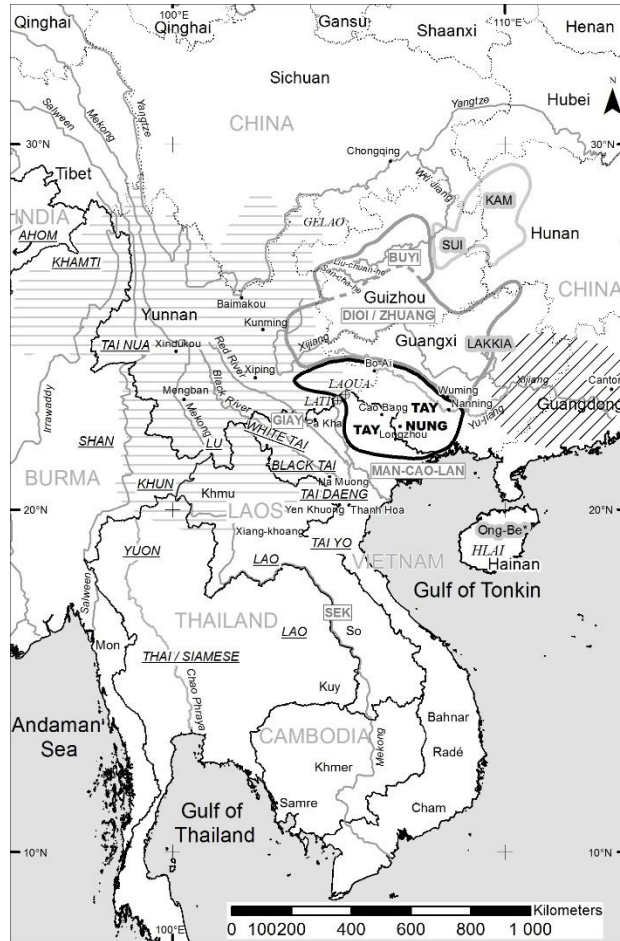 100°E
110°E
Qinghai
Qinghai
Gansu
Shaanxi
Henan
Sichuan
N
Salween
Mekong
Yangtze
Yangtze
Hubei
CHINA
30°N
30°N
Chongqing
Tibet
Wu Jiang
KAM
INDIA
GELAO
SUI
Hunan
AHOM
BUYI
KHAMTI
Liu-chuan-he
San-cha-he
CHINA
Baimakou
Guizhou
Yunnan
Kunming
DIOI / ZHUANG
Xijiang
Guangxi
LAKKIA
TAI NUA
Xindukou
Red River
Bo-Ai
Xiping
LAQUA
Wuming
Xijiang
Canton
Mengban
Black River
LATI
TAY
Nanning
Irrawaddy
Cao Bang
Yu-jiang
Guangdong
Mekong
GIAY
Pa Kha
TAY
NUNG
WHITE TAI
Longzhou
SHAN
LU
BLACK TAI
MAN-CAO-LAN
BURMA
KHUN
Khmu
Na Muong
TAI DAENG
20°N
LAOS
Yen Khuong
Thanh Hoa
20°N
Ong-Be*
Xiang-khoang
HLAI
YUON
TAI YO
Hainan
LAO
VIETNAM
Gulf of Tonkin
Salween
THAILAND
SEK
LAO
So
Mon
THAI / SIAMESE
Kuy
Chao Phraya
Andaman
Sea
Bahnar
CAMBODIA
Mekong
Radé
Khmer
Gulf of
Thailand
Samre
Cham
10°N
10°N
Kilometers
0 100200 400 600 800 1 000
100°E